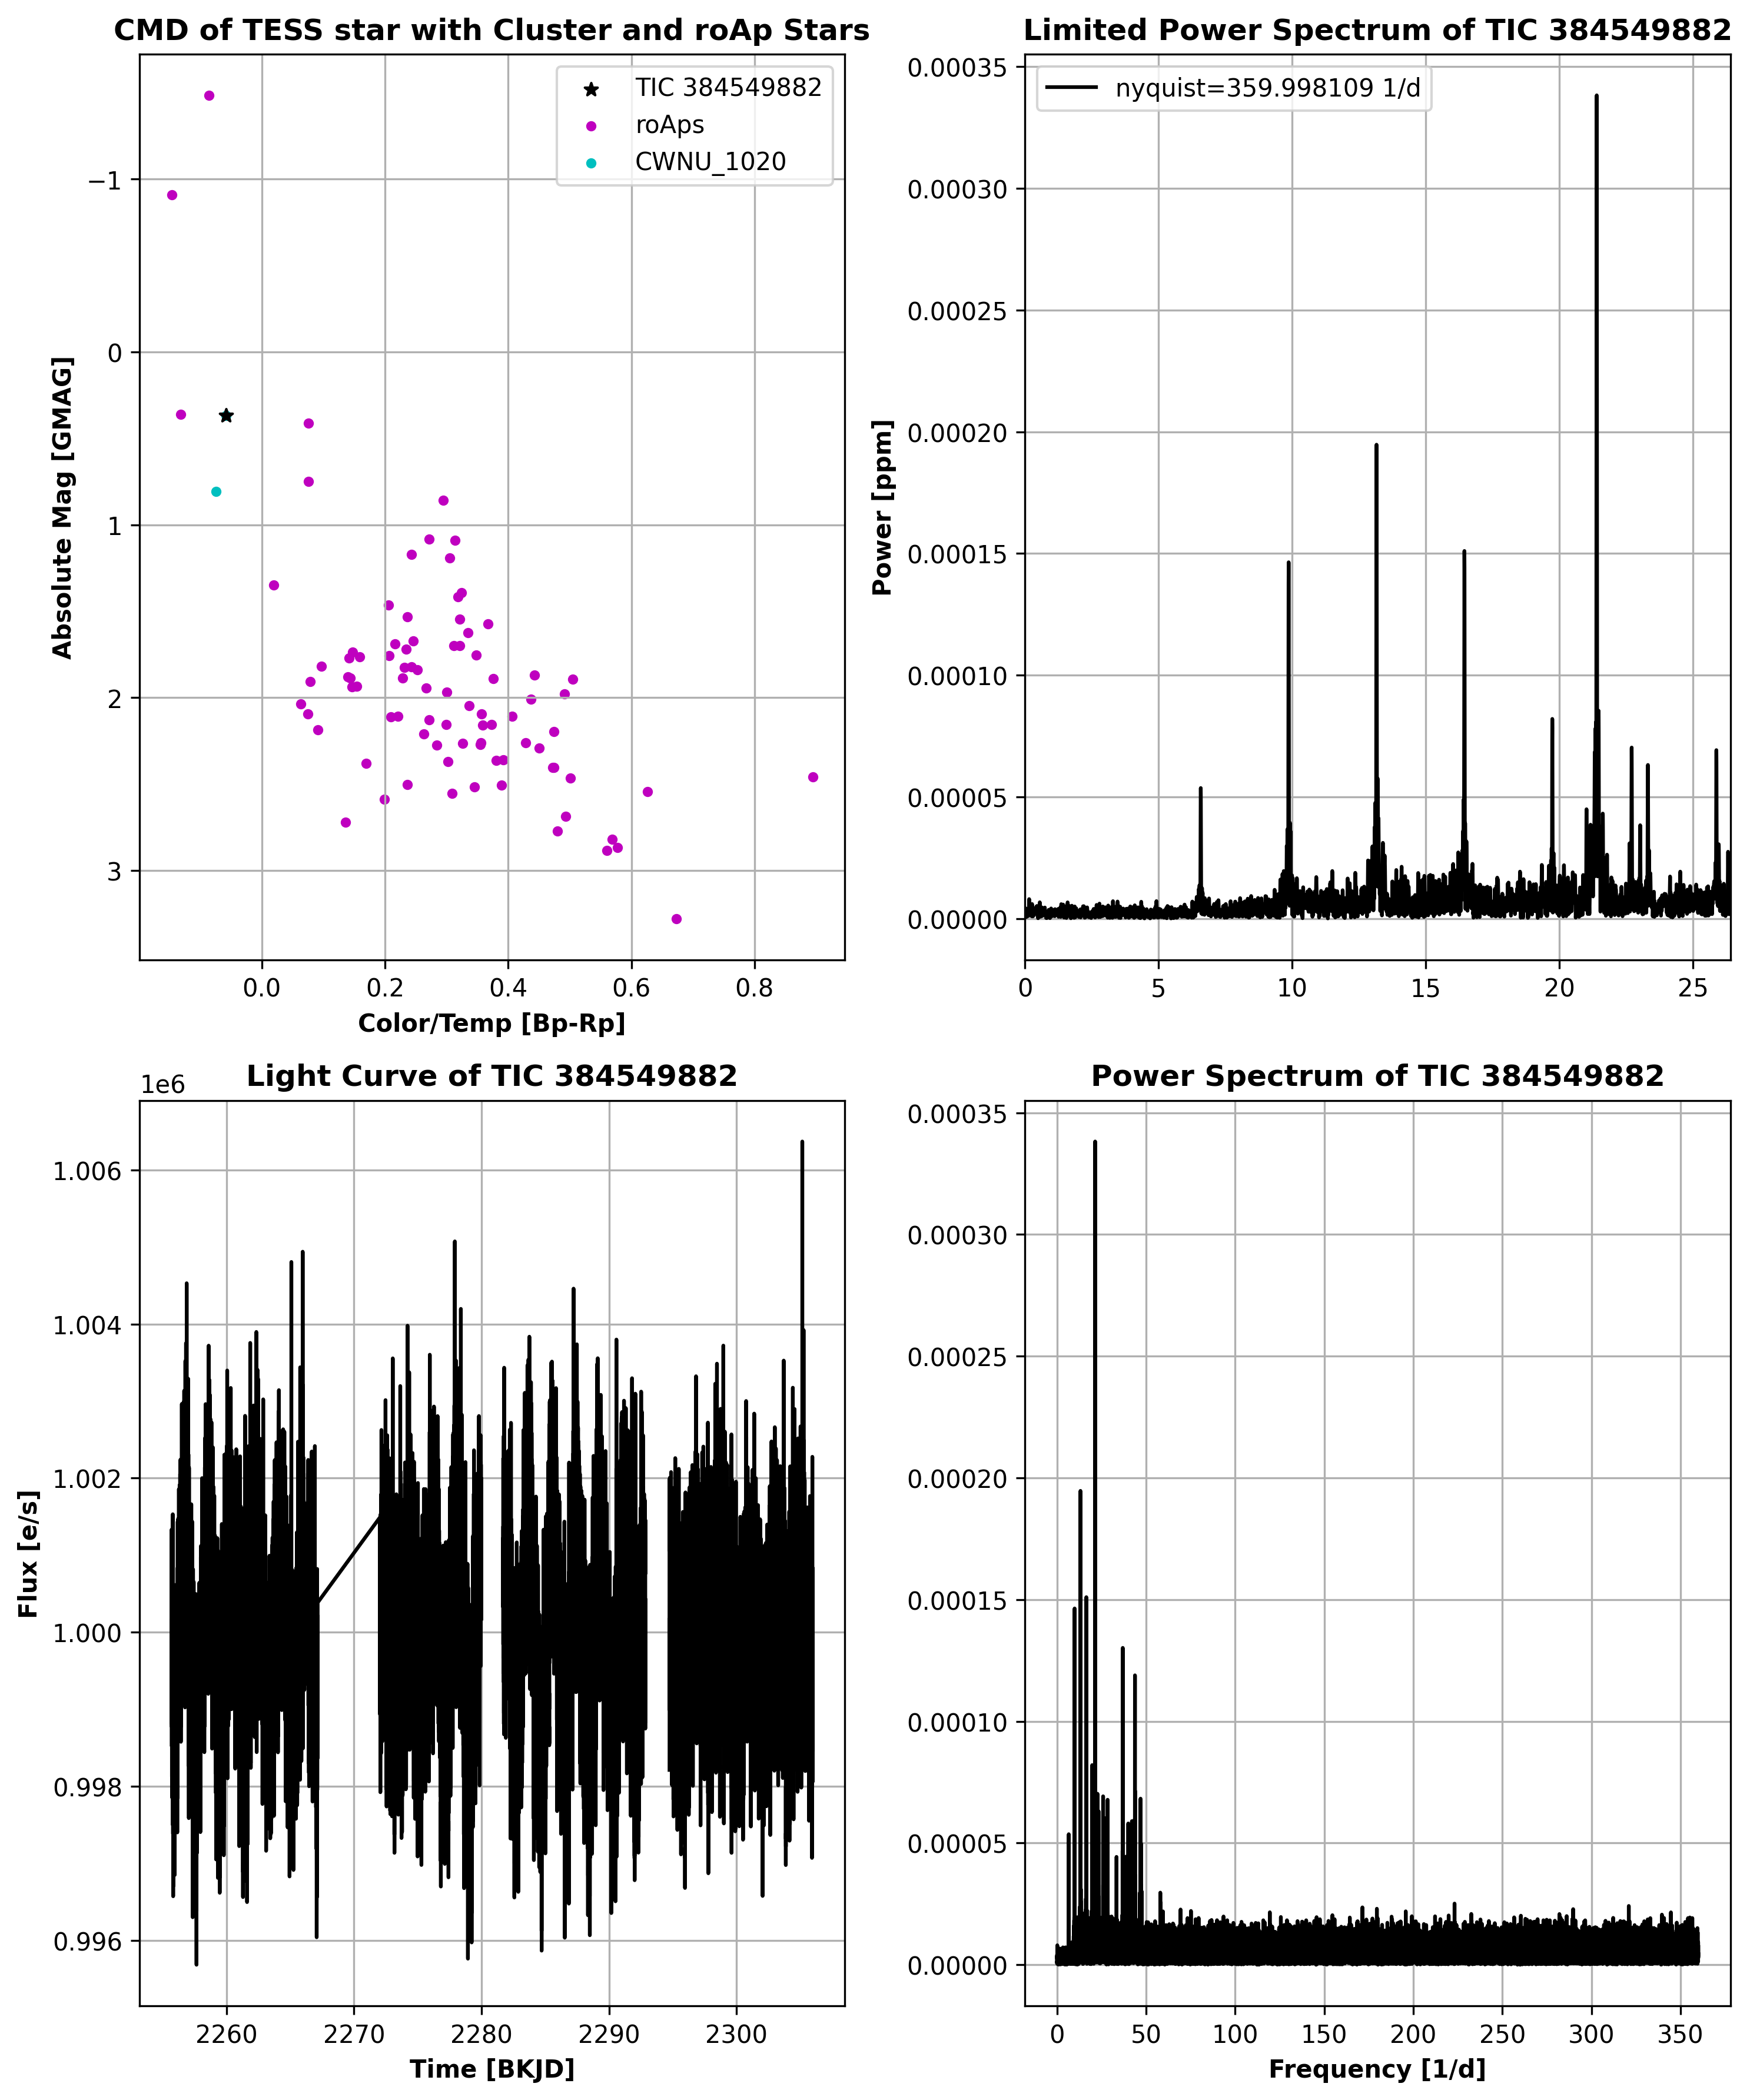 CMD of TESS star with Cluster and roAp Stars
TIC 384549882
roAps
CWNU_1020
−1
0
1
2
3
Absolute Mag [GMAG]
0.0 0.2 0.4 0.6 0.8
Color/Temp [Bp-Rp]
Limited Power Spectrum of TIC 384549882
nyquist=359.998109 1/d
0.00035
0.00030
0.00025
0.00020
0.00015
0.00010
0.00005
0.00000
Power [ppm]
0 5 10 15 20 25
Light Curve of TIC 384549882
1e6
1.006
1.004
1.002
1.000
0.998
0.996
Flux [e/s]
2260 2270 2280 2290 2300
Time [BKJD]
Power Spectrum of TIC 384549882
0.00035
0.00030
0.00025
0.00020
0.00015
0.00010
0.00005
0.00000
0 50 100 150 200 250 300 350
Frequency [1/d]